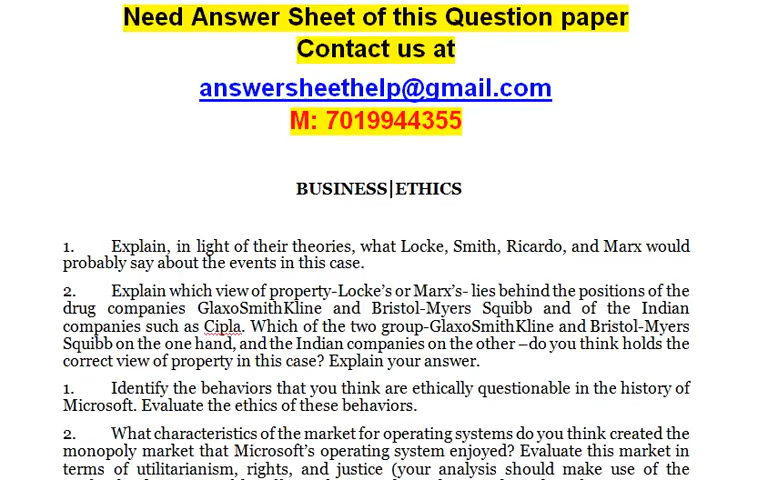 Need Answer Sheet of this Question paper
Contact us at
answersheethelp@gmail.com
M: 7019944355
BUSINESS ETHICS
1. Explain, in light of their theories, what Locke, Smith, Ricardo, and Marx would
probably say about the events in this case.
2. Explain which view of property-Locke's or Marx's- lies behind the positions of the
drug companies GlaxoSmithKline and Bristol-Myers Squibb and of the Indian
companies such as Cipla. Which of the two group-GlaxoSmithKline and Bristol-Myers
Squibb on the one hand, and the Indian companies on the other –do you think holds the
correct view of property in this case? Explain your answer.
1. Identify the behaviors that you think are ethically questionable in the history of
Microsoft. Evaluate the ethics of these behaviors.
2. What characteristics of the market for operating systems do you think created the
monopoly market that Microsoft's operating system enjoyed? Evaluate this market in
terms of utilitarianism, rights, and justice (your analysis should make use of the